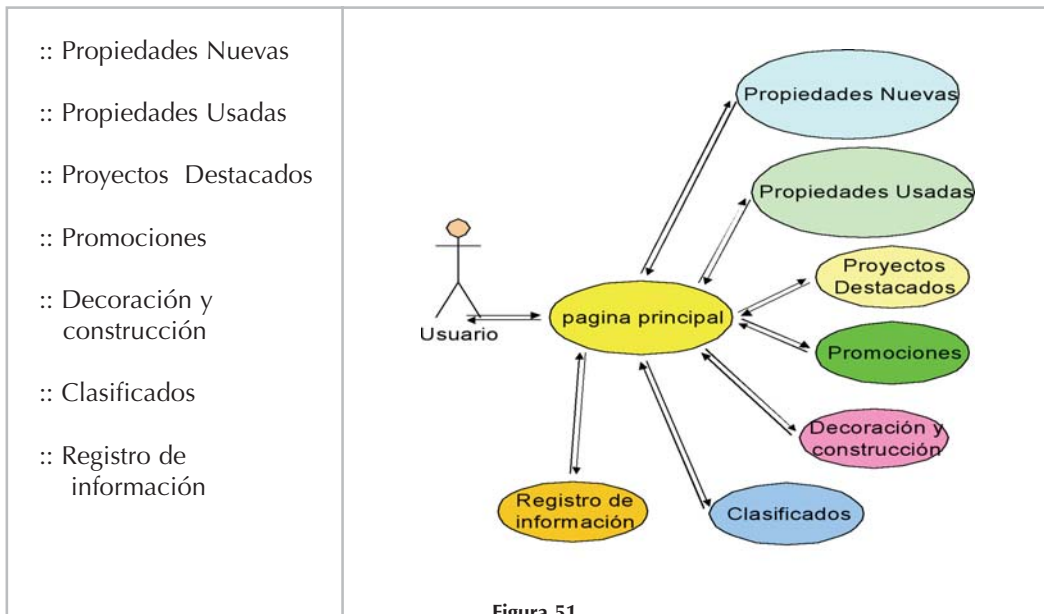 :: Propiedades Nuevas
:: Propiedades Usadas
:: Proyectos Destacados
:: Promociones
:: Decoración y
construcción
:: Clasificados
:: Registro de
información
Propiedades Nuevas
Propiedades Usadas
Proyectos
Destacados
Usuario
pagina principal
Promociones
Decoración y
construcción
Registro de
información
Clasificados
Figura 51